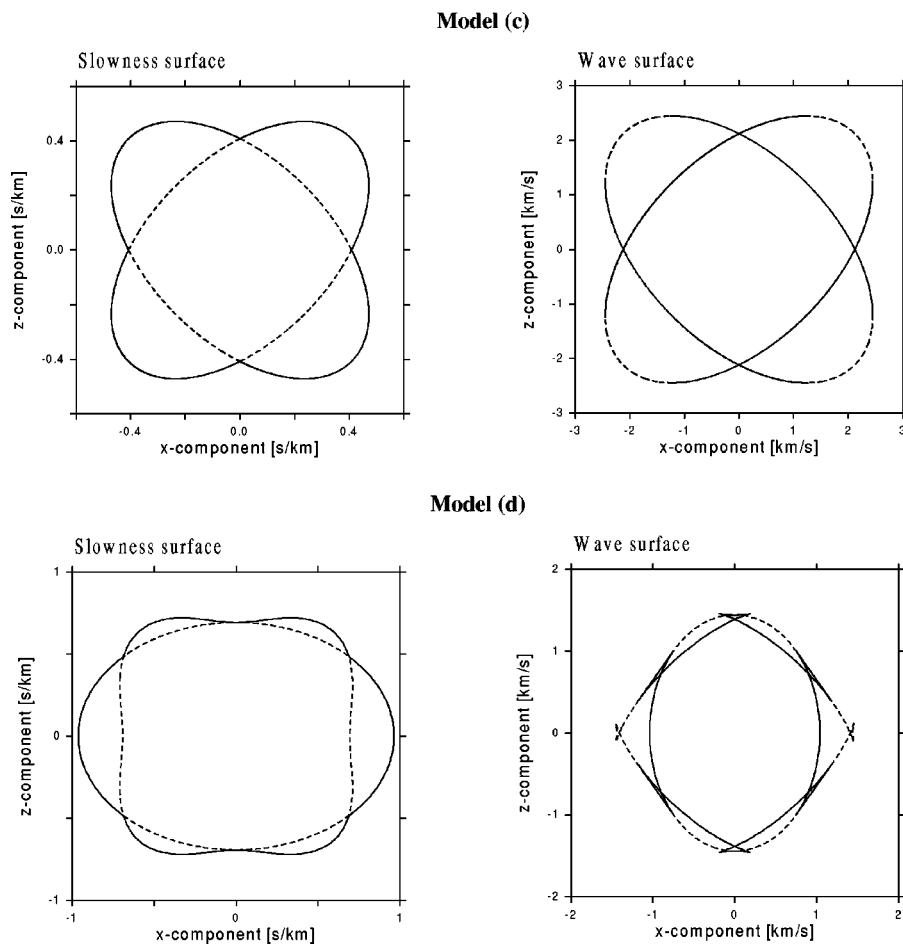 Model (c)
Slowness surface
Wave surface
0.4
0.0
-0.4
z-component [s/km]
-0.4
0.0
0.4
x-component [s/km]
3
2
1
0
-1
-2
-3
z-component [km/s]
-3
-2
-1
0
1
2
3
x-component [km/s]
Model (d)
Slowness surface
Wave surface
1
0
-1
z-component [s/km]
-1
0
1
x-component [s/km]
2
1
0
-1
-2
z-component [km/s]
-2
-1
0
1
2
x-component [km/s]